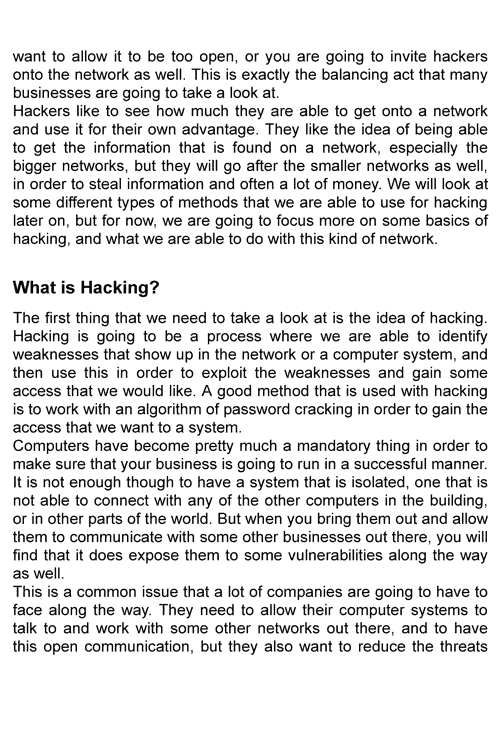 want to allow it to be too open, or you are going to invite hackers
onto the network as well. This is exactly the balancing act that many
businesses are going to take a look at.
Hackers like to see how much they are able to get onto a network
and use it for their own advantage. They like the idea of being able
to get the information that is found on a network, especially the
bigger networks, but they will go after the smaller networks as well,
in order to steal information and often a lot of money. We will look at
some different types of methods that we are able to use for hacking
later on, but for now, we are going to focus more on some basics of
hacking, and what we are able to do with this kind of network.
What is Hacking?
The first thing that we need to take a look at is the idea of hacking.
Hacking is going to be a process where we are able to identify
weaknesses that show up in the network or a computer system, and
then use this in order to exploit the weaknesses and gain some
access that we would like. A good method that is used with hacking
is to work with an algorithm of password cracking in order to gain the
access that we want to a system.
Computers have become pretty much a mandatory thing in order to
make sure that your business is going to run in a successful manner.
It is not enough though to have a system that is isolated, one that is
not able to connect with any of the other computers in the building,
or in other parts of the world. But when you bring them out and allow
them to communicate with some other businesses out there, you will
find that it does expose them to some vulnerabilities along the way
as well.
This is a common issue that a lot of companies are going to have to
face along the way. They need to allow their computer systems to
talk to and work with some other networks out there, and to have
this open communication, but they also want to reduce the threats